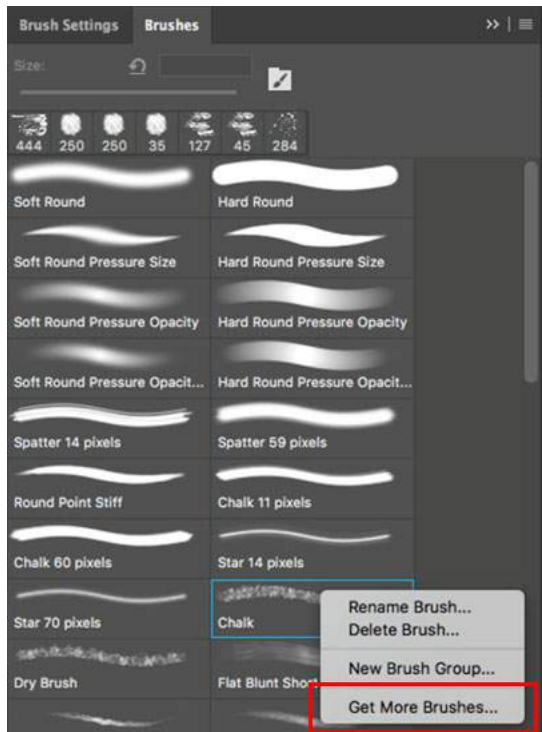 Brush Settings Brushes
Size:
444 250 250 35 127 45 284
Soft Round Hard Round
Soft Round Pressure Size Hard Round Pressure Size
Soft Round Pressure Opacity Hard Round Pressure Opacity
Soft Round Pressure Opacit... Hard Round Pressure Opacit...
Spatter 14 pixels Spatter 59 pixels
Round Point Stiff Chalk 11 pixels
Chalk 60 pixels Star 14 pixels
Star 70 pixels Chalk
Rename Brush...
Delete Brush...
New Brush Group...
Dry Brush Flat Blunt Short
Get More Brushes...